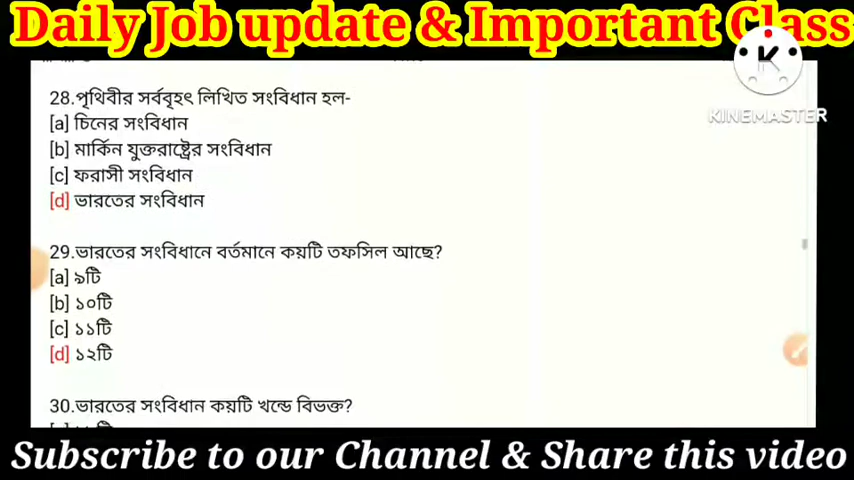 Daily Job update & Important Class
KINEMASTER
28.পৃথিবীর সর্ববৃহৎ লিখিত সংবিধান হল-
[a] চিনের সংবিধান
[b] মার্কিন যুক্তরাষ্ট্রের সংবিধান
[c] ফরাসী সংবিধান
[d] ভারতের সংবিধান
29.ভারতের সংবিধানে বর্তমানে কয়টি তফসিল আছে?
[a] ৯টি
[b] ১০টি
[c] ১১টি
[d] ১২টি
30.ভারতের সংবিধান কয়টি খন্ডে বিভক্ত?
Subscribe to our Channel & Share this video